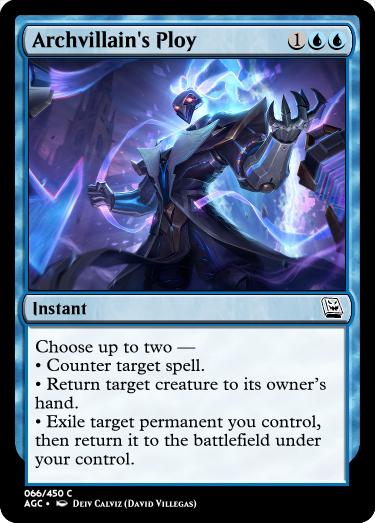 Archvillain's Ploy 1
Instant
Choose up to two —
• Counter target spell.
• Return target creature to its owner's
hand.
• Exile target permanent you control,
then return it to the battlefield under
your control.
066/450 C
AGC • Deiv Calviz (David Villegas)